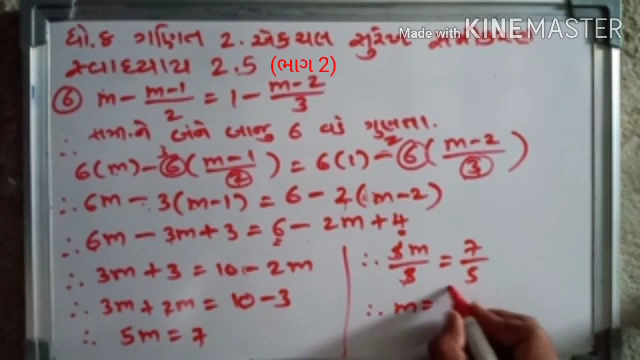 ધો.8 ગણિત 2. એકચલ સુરેખ
Made with KINEMASTER
સ્વાધ્યાય 2.5 (ભાગ 2)
⑥ m - (m-1)/2 = 1 - (m-2)/3
∴ સમી.ને બંને બાજુ 6 વડે ગુણતા.
6(m) - 6³((m-1)/2) = 6(1) - 6²((m-2)/3)
∴ 6m - 3(m-1) = 6 - 2(m-2)
∴ 6m - 3m + 3 = 6 - 2m + 4
∴ 3m + 3 = 10 - 2m
∴ 3m + 2m = 10 - 3
∴ 5m = 7
∴ 5m/5 = 7/5
∴ m =